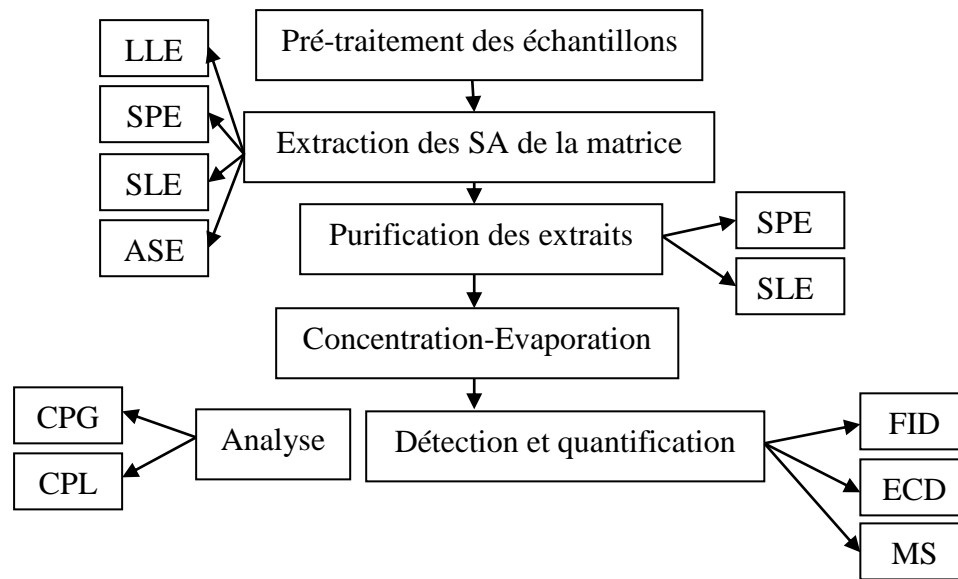 Pré-traitement des échantillons
LLE
SPE
SLE
ASE
Extraction des SA de la matrice
Purification des extraits
SPE
SLE
Concentration-Evaporation
CPG
CPL
Analyse
Détection et quantification
FID
ECD
MS